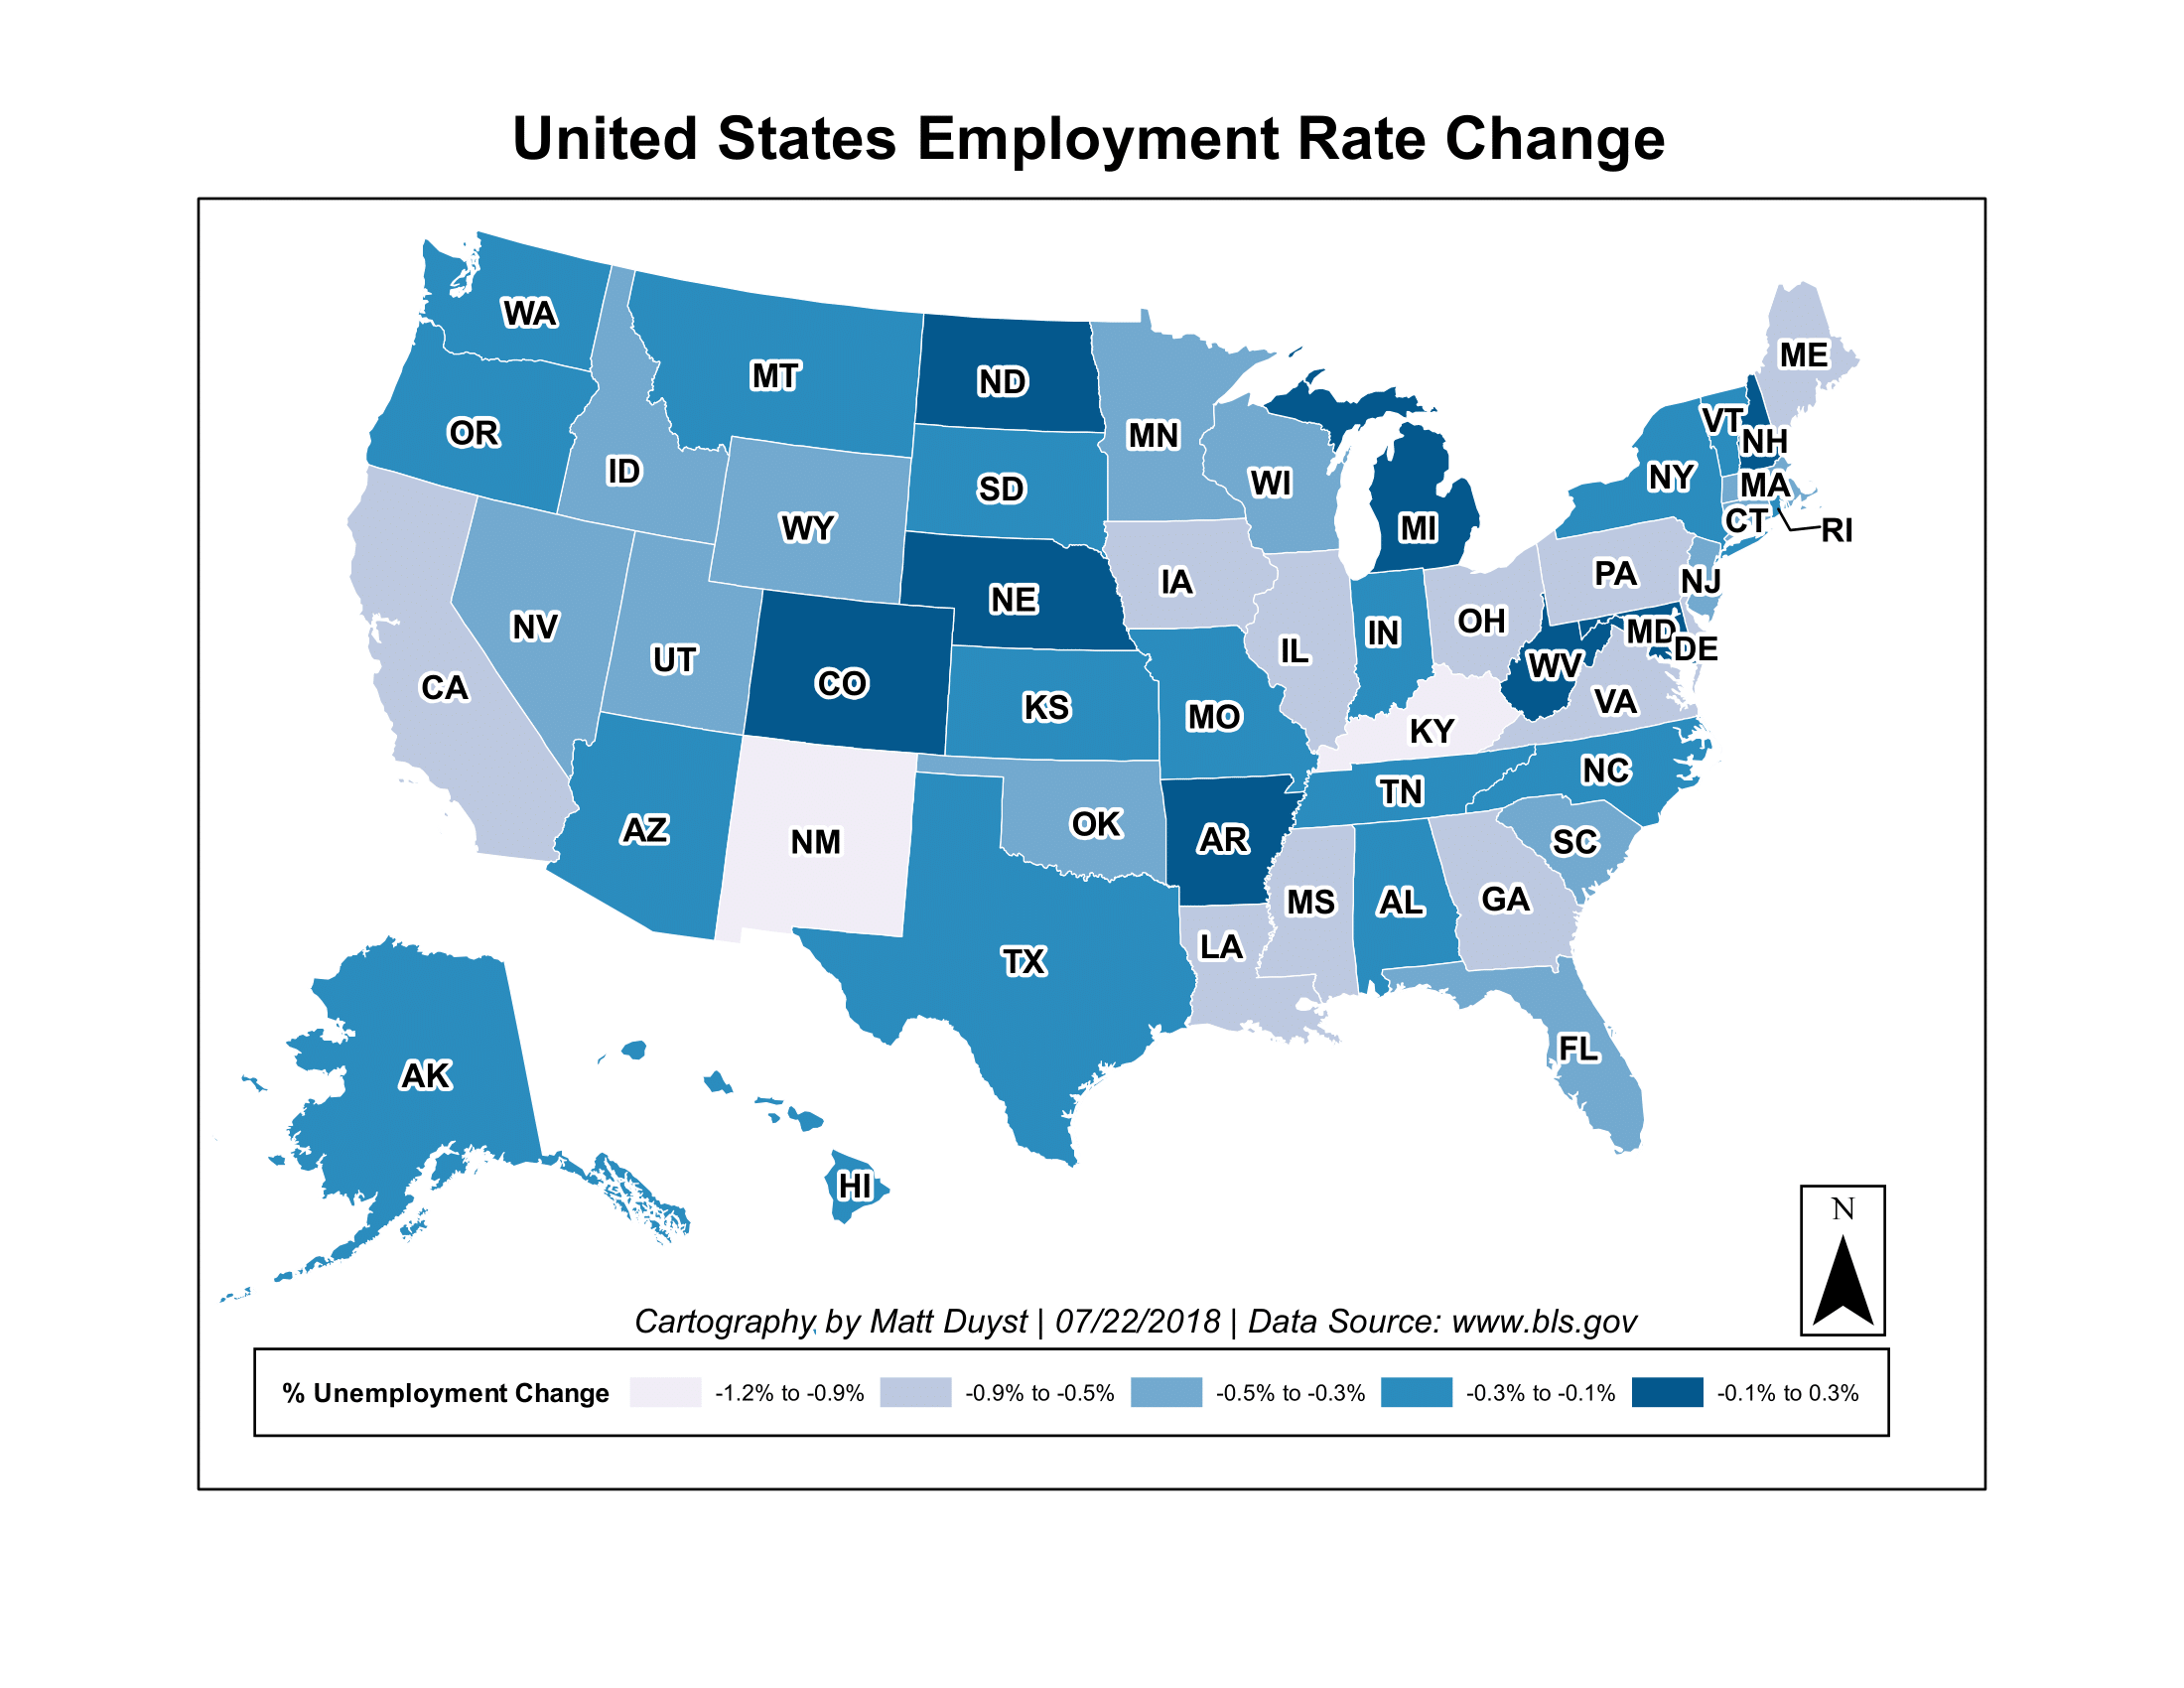 United States Employment Rate Change
WA
MT
ND
ME
OR
MN
VT
NH
ID
SD
WI
NY
MA
WY
MI
CT
RI
NE
IA
PA
NJ
NV
UT
IN
OH
MD
DE
CA
CO
KS
MO
IL
WV
VA
KY
AZ
NM
OK
AR
TN
NC
SC
MS
AL
GA
LA
TX
FL
AK
HI
N
Cartography by Matt Duyst | 07/22/2018 | Data Source: www.bls.gov
% Unemployment Change -1.2% to -0.9% -0.9% to -0.5% -0.5% to -0.3% -0.3% to -0.1% -0.1% to 0.3%